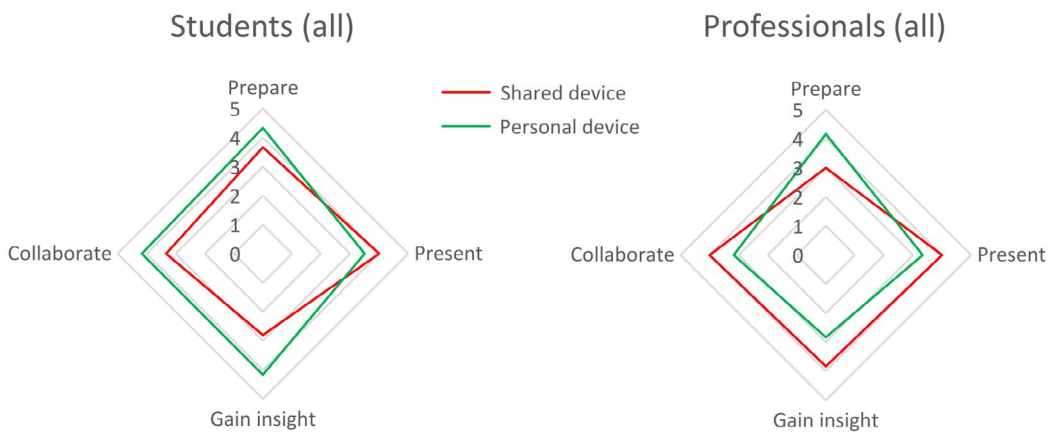 Students (all)
Prepare
5
4
3
2
1
0
Collaborate
Present
Gain insight
Shared device
Personal device
Professionals (all)
Prepare
5
4
3
2
1
0
Collaborate
Present
Gain insight